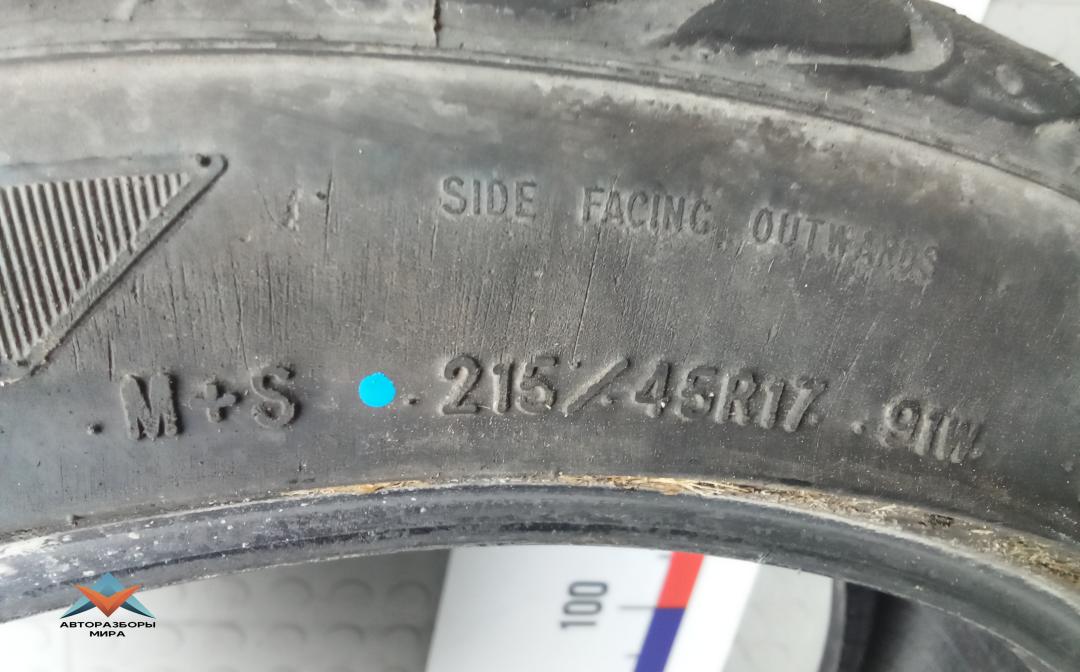 SIDE FACING OUTWARDS
M+S 215/45R17 91W
100
АВТОРАЗБОРЫ
МИРА